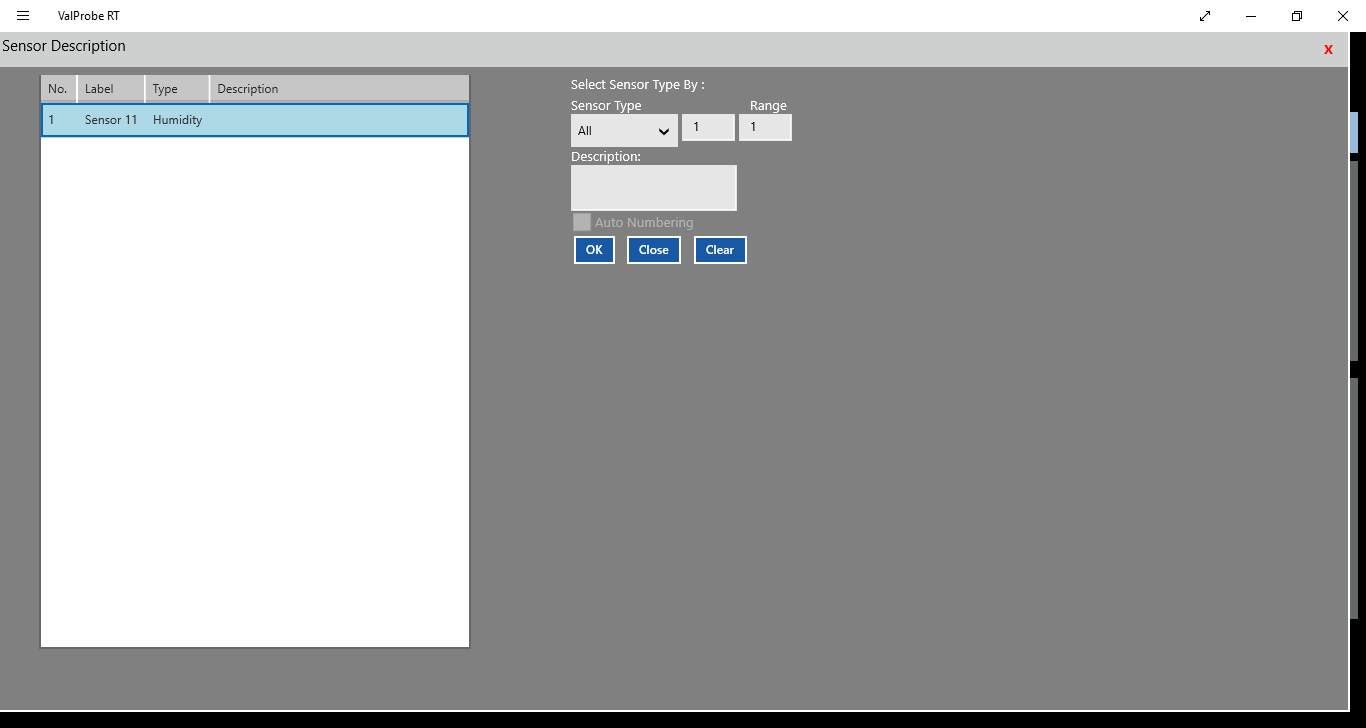 ValProbe RT
Sensor Description
X
No. Label Type Description
1 Sensor 11 Humidity
Select Sensor Type By :
Sensor Type Range
All 1 1
Description:
Auto Numbering
OK Close Clear